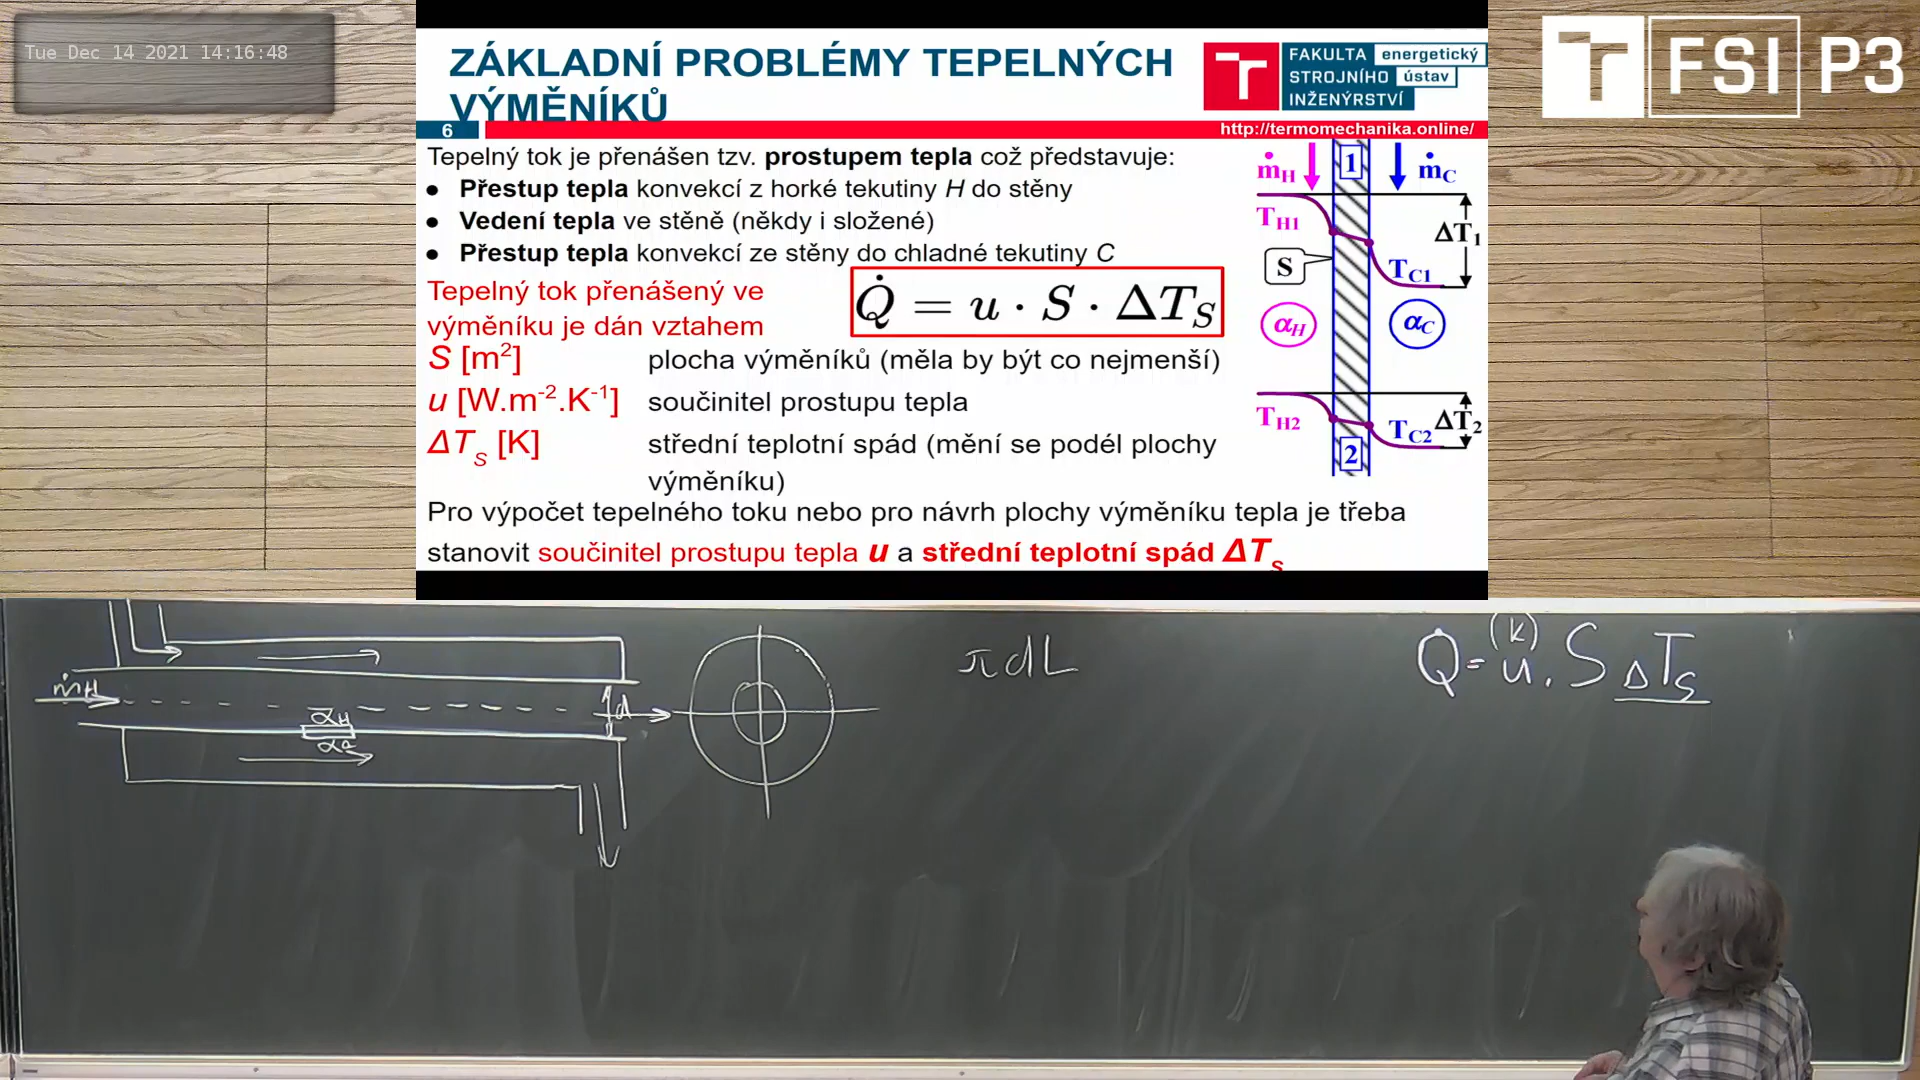 Tue Dec 14 2021 14:16:48
ZÁKLADNÍ PROBLÉMY TEPELNÝCH
VÝMĚNÍKŮ
FAKULTA energetický
STROJNÍHO ústav
INŽENÝRSTVÍ
FSI P3
6
http://termomechanika.online/
Tepelný tok je přenášen tzv. prostupem tepla což představuje:
● Přestup tepla konvekcí z horké tekutiny H do stěny
● Vedení tepla ve stěně (někdy i složené)
● Přestup tepla konvekcí ze stěny do chladné tekutiny C
Tepelný tok přenášený ve
výměníku je dán vztahem
Q̇ = u · S · ΔT_S
S [m²] plocha výměníků (měla by být co nejmenší)
u [W.m⁻².K⁻¹] součinitel prostupu tepla
ΔT_S [K] střední teplotní spád (mění se podél plochy
výměníku)
Pro výpočet tepelného toku nebo pro návrh plochy výměníku tepla je třeba
stanovit součinitel prostupu tepla u a střední teplotní spád ΔT_S
ṁ_H 1 ṁ_C
T_H1
ΔT₁
S T_C1
α_H α_C
T_H2 T_C2 ΔT₂
2
ṁ_H
α_H
d
πdL
(k)
Q̇ = u . S ΔT_S